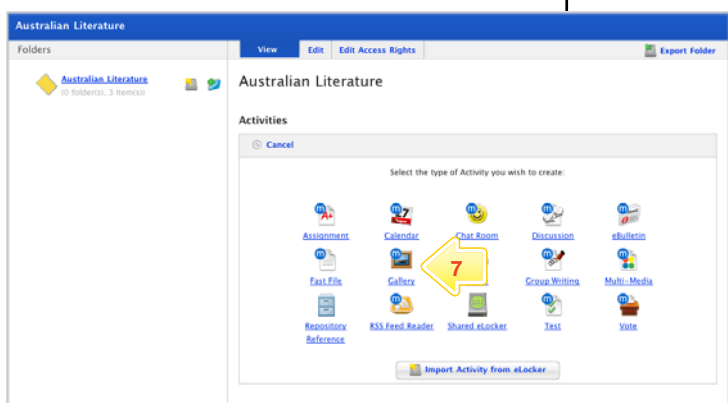 Australian Literature
Folders
View Edit Edit Access Rights Export Folder
Australian Literature
(0 folder(s), 3 item(s))
Australian Literature
Activities
Cancel
Select the type of Activity you wish to create:
Assignment Calendar Chat Room Discussion eBulletin
7
Fast File Gallery Group Writing Multi-Media
Repository Reference RSS Feed Reader Shared eLocker Test Vote
Import Activity from eLocker